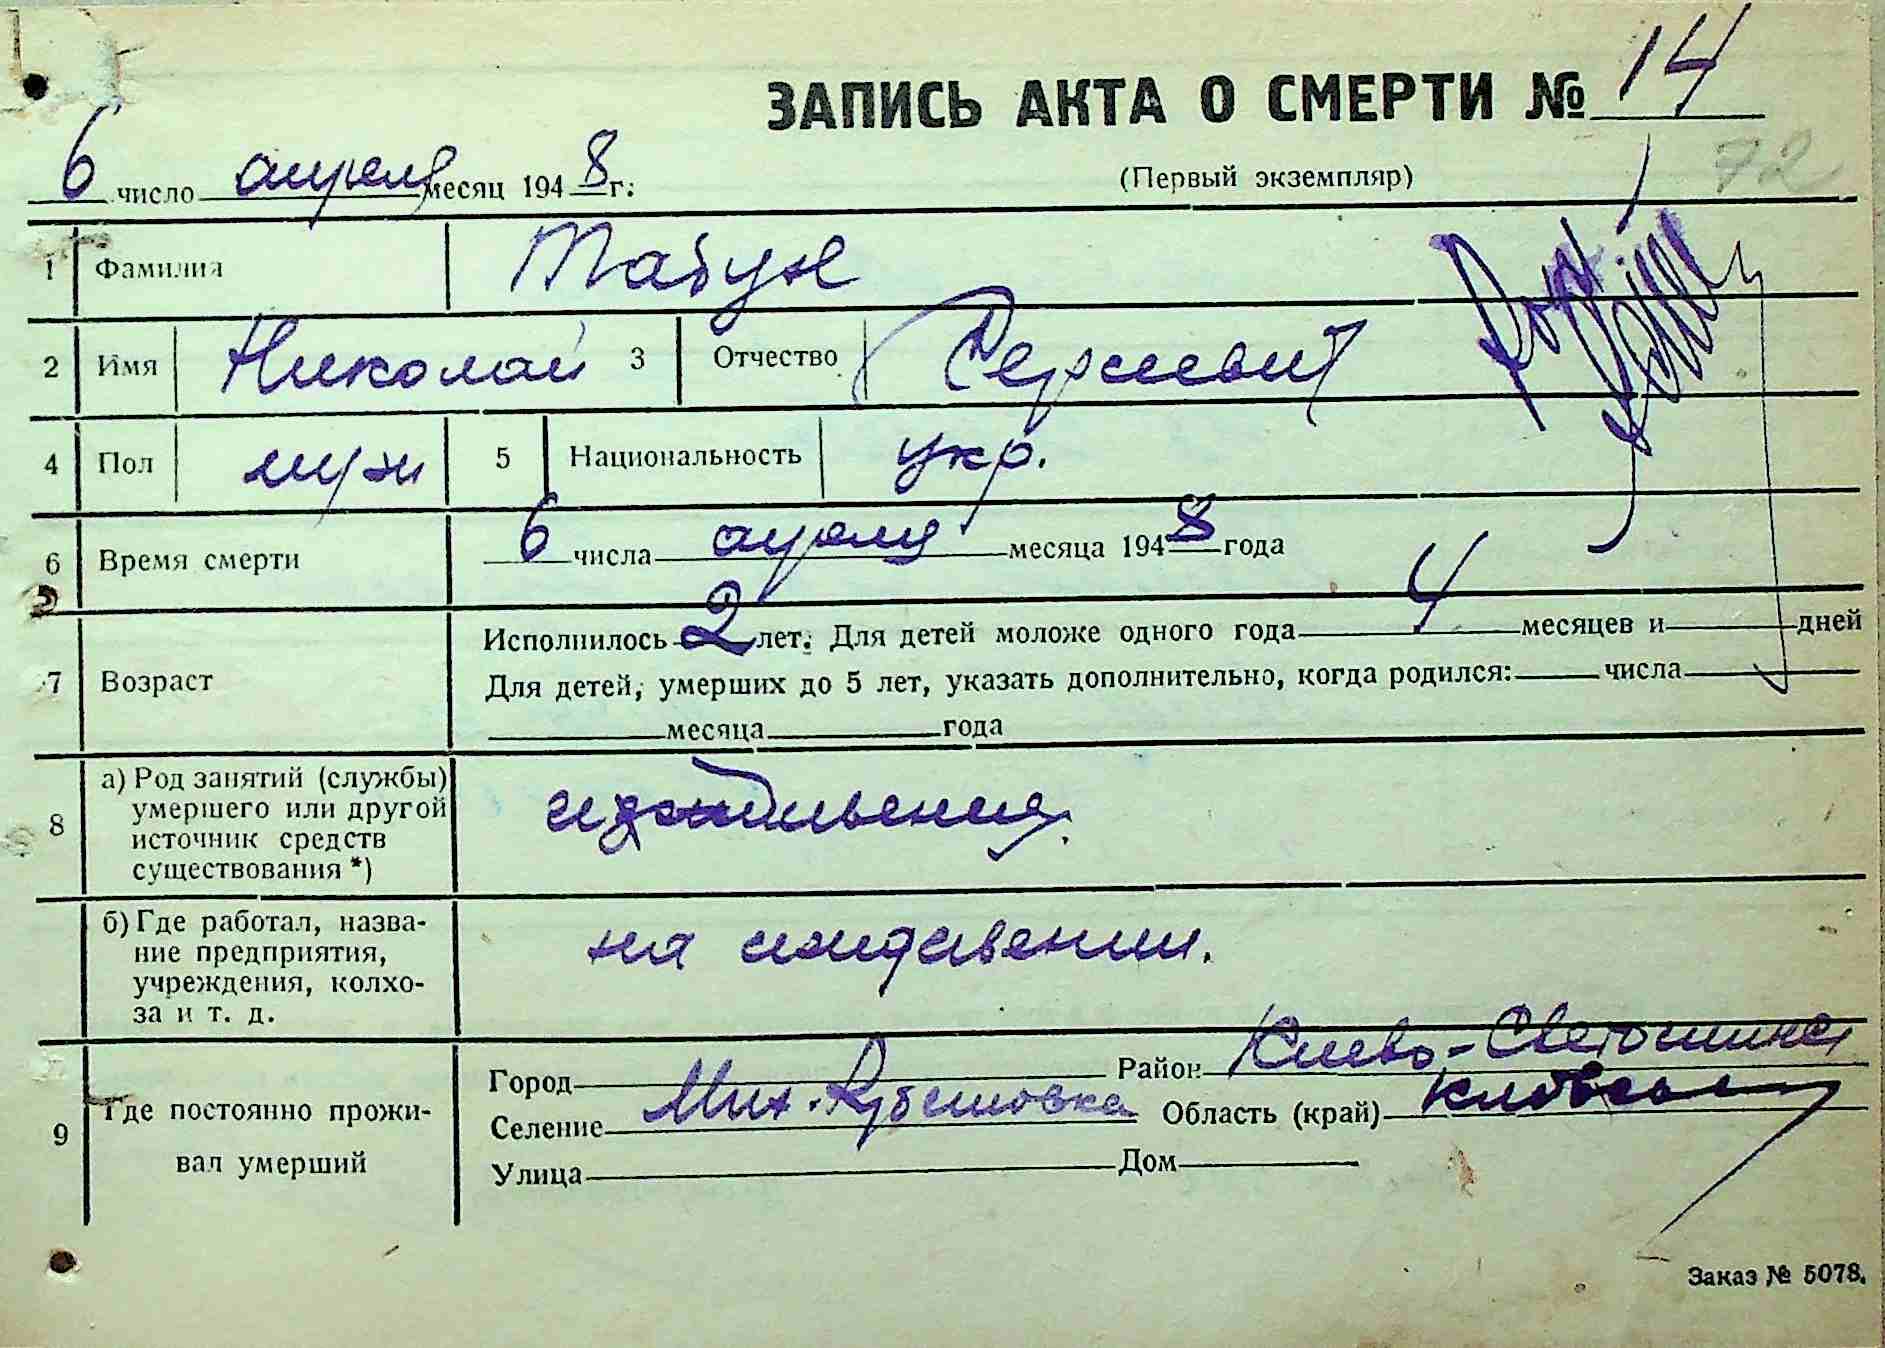 ЗАПИСЬ АКТА О СМЕРТИ № 14
6 число апреля месяц 1948 г.
(Первый экземпляр)
72
1 Фамилия Табун
2 Имя Николай 3 Отчество Сергеевич
4 Пол муж 5 Национальность укр.
6 Время смерти 6 числа апреля месяца 1948 года
7 Возраст
Исполнилось 2 лет. Для детей моложе одного года 4 месяцев и дней
Для детей, умерших до 5 лет, указать дополнительно, когда родился: числа
месяца года
8 а) Род занятий (службы)
умершего или другой
источник средств
существования *)
иждивения
б) Где работал, назва-
ние предприятия,
учреждения, колхо-
за и т. д.
на иждивении.
9 Где постоянно прожи-
вал умерший
Город Район Киево-Святошинс
Селение Мих.-Рубежовка Область (край) Киевская
Улица Дом
Заказ № 5078.